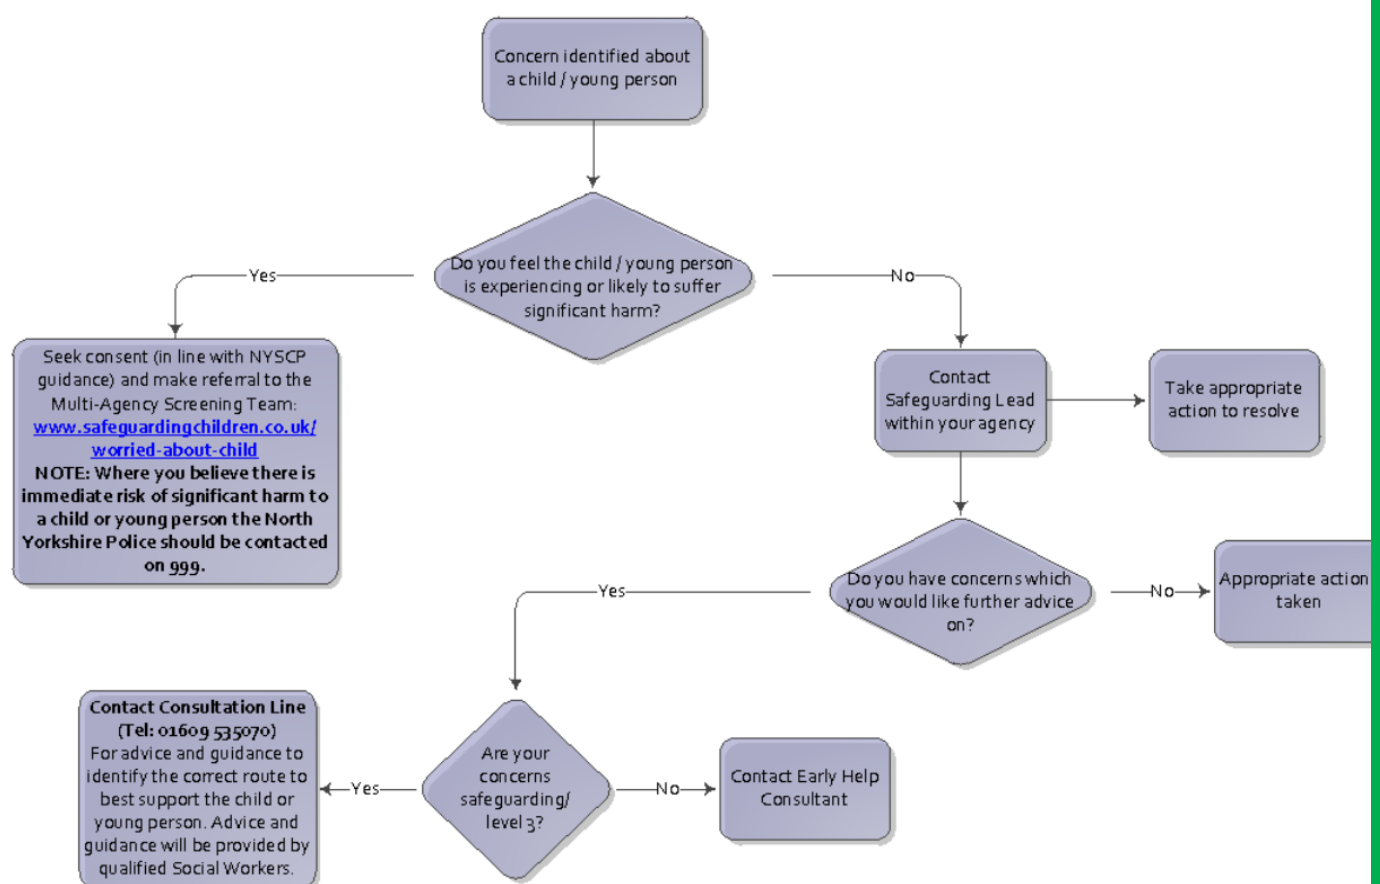 Concern identified about
a child / young person
Do you feel the child / young person
is experiencing or likely to suffer
significant harm?
Yes
No
Seek consent (in line with NYSCP
guidance) and make referral to the
Multi-Agency Screening Team:
www.safeguardingchildren.co.uk/
worried-about-child
NOTE: Where you believe there is
immediate risk of significant harm to
a child or young person the North
Yorkshire Police should be contacted
on 999.
Contact
Safeguarding Lead
within your agency
Take appropriate
action to resolve
Do you have concerns which
you would like further advice
on?
Yes
No
Appropriate action
taken
Are your
concerns
safeguarding/
level 3?
Yes
No
Contact Consultation Line
(Tel: 01609 535070)
For advice and guidance to
identify the correct route to
best support the child or
young person. Advice and
guidance will be provided by
qualified Social Workers.
Contact Early Help
Consultant